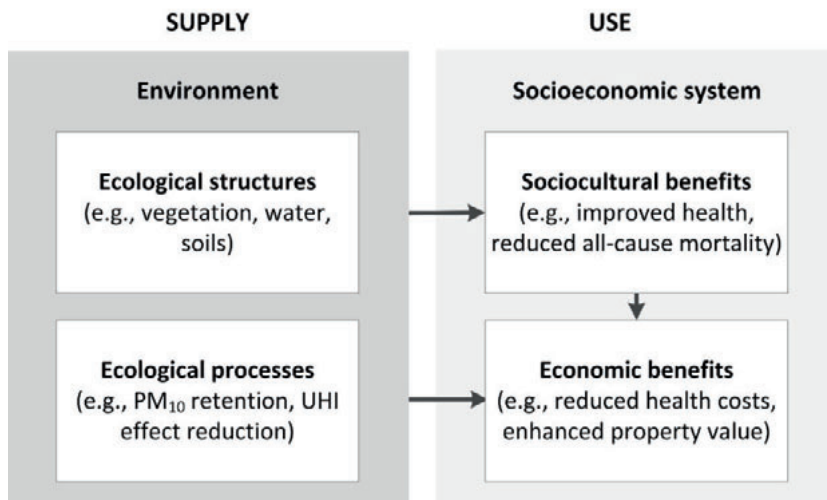 SUPPLY
Environment
Ecological structures
(e.g., vegetation, water,
soils)
Ecological processes
(e.g., PM₁₀ retention, UHI
effect reduction)
USE
Socioeconomic system
Sociocultural benefits
(e.g., improved health,
reduced all-cause mortality)
Economic benefits
(e.g., reduced health costs,
enhanced property value)